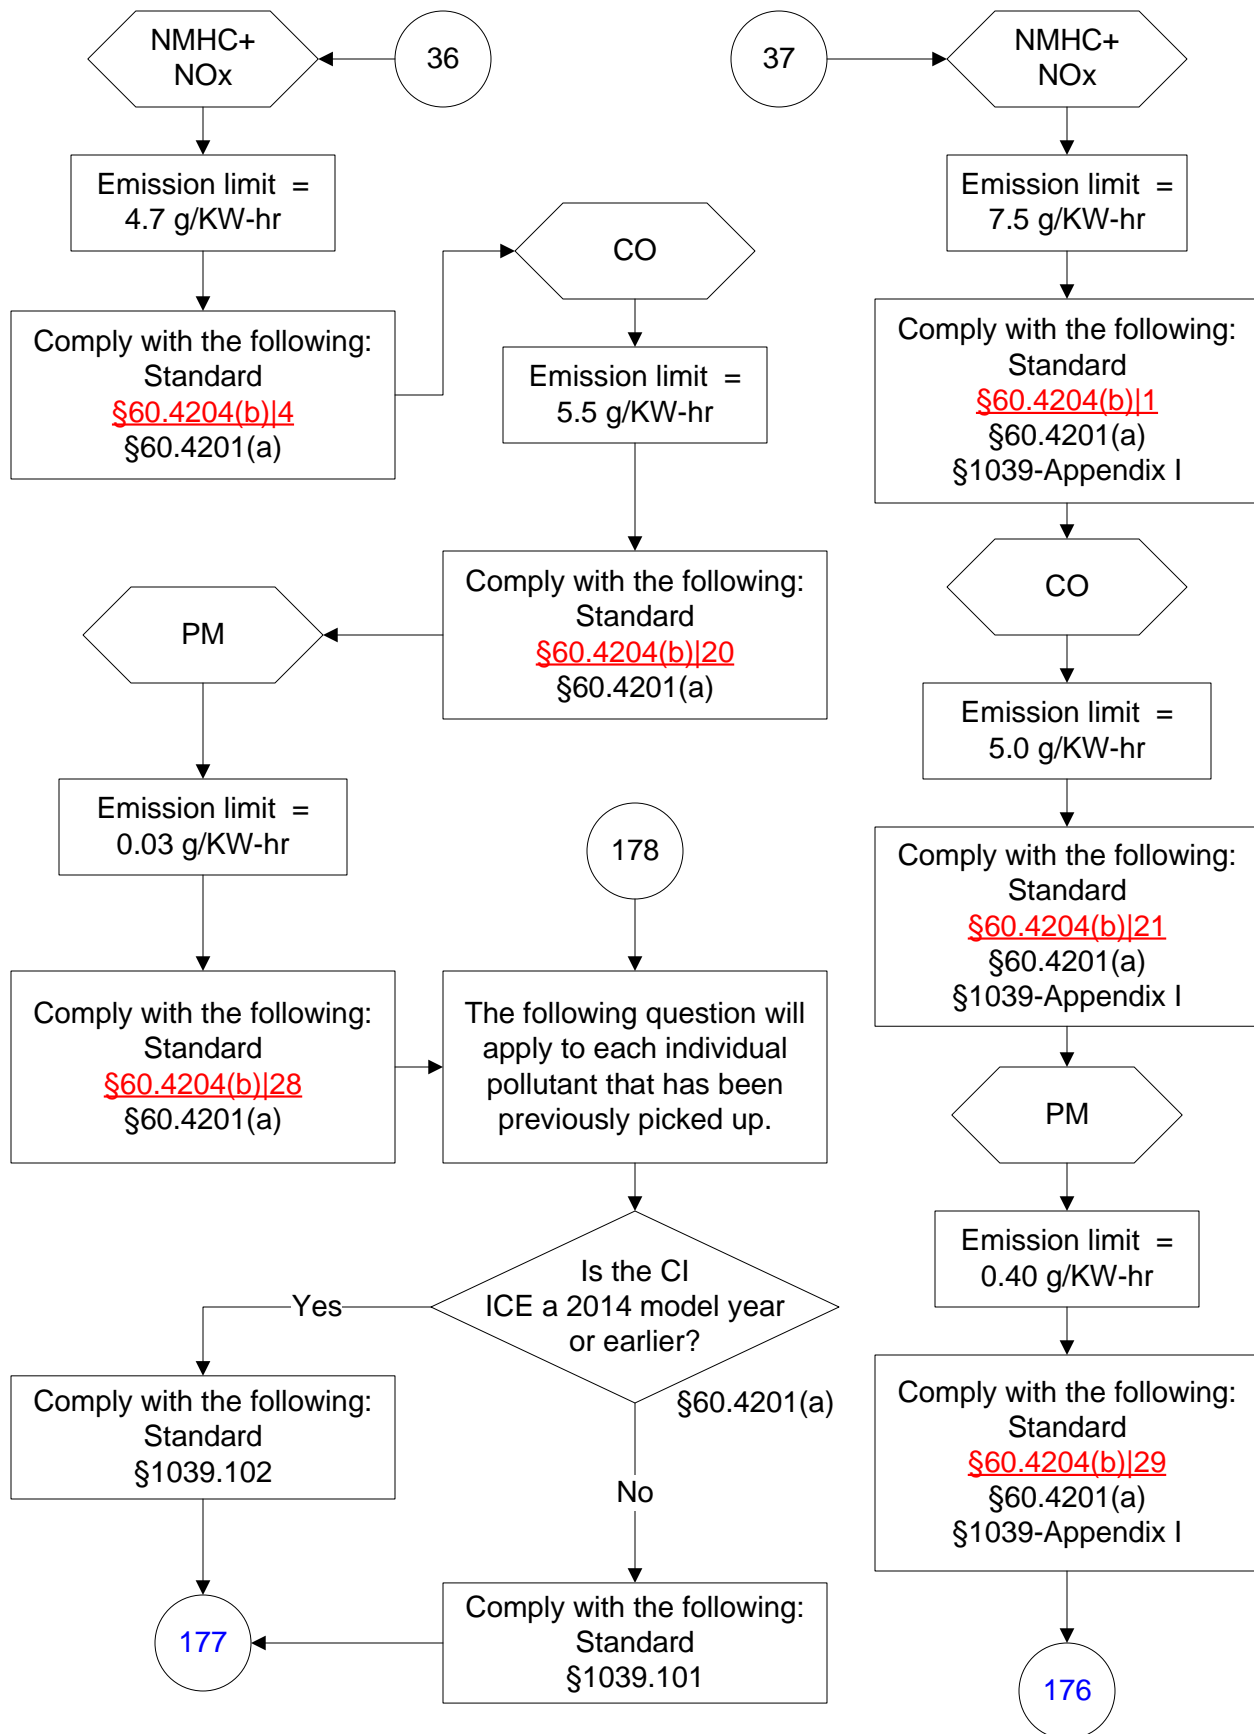 NMHC+
NOx
36
Emission limit =
4.7 g/KW-hr
Comply with the following:
Standard
§60.4204(b)|4
§60.4201(a)
CO
Emission limit =
5.5 g/KW-hr
Comply with the following:
Standard
§60.4204(b)|20
§60.4201(a)
PM
Emission limit =
0.03 g/KW-hr
Comply with the following:
Standard
§60.4204(b)|28
§60.4201(a)
178
The following question will
apply to each individual
pollutant that has been
previously picked up.
Is the CI
ICE a 2014 model year
or earlier?
§60.4201(a)
Yes
Comply with the following:
Standard
§1039.102
No
Comply with the following:
Standard
§1039.101
177
37
NMHC+
NOx
Emission limit =
7.5 g/KW-hr
Comply with the following:
Standard
§60.4204(b)|1
§60.4201(a)
§1039-Appendix I
CO
Emission limit =
5.0 g/KW-hr
Comply with the following:
Standard
§60.4204(b)|21
§60.4201(a)
§1039-Appendix I
PM
Emission limit =
0.40 g/KW-hr
Comply with the following:
Standard
§60.4204(b)|29
§60.4201(a)
§1039-Appendix I
176